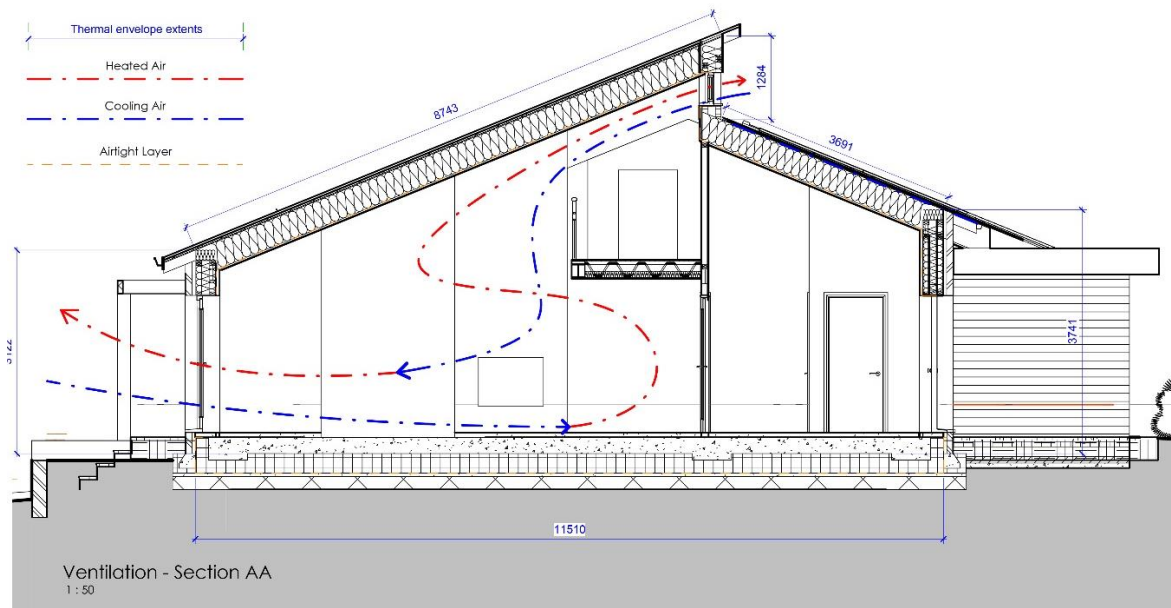 Thermal envelope extents
Heated Air
Cooling Air
Airtight Layer
8743
1284
3691
3741
11510
Ventilation - Section AA
1 : 50